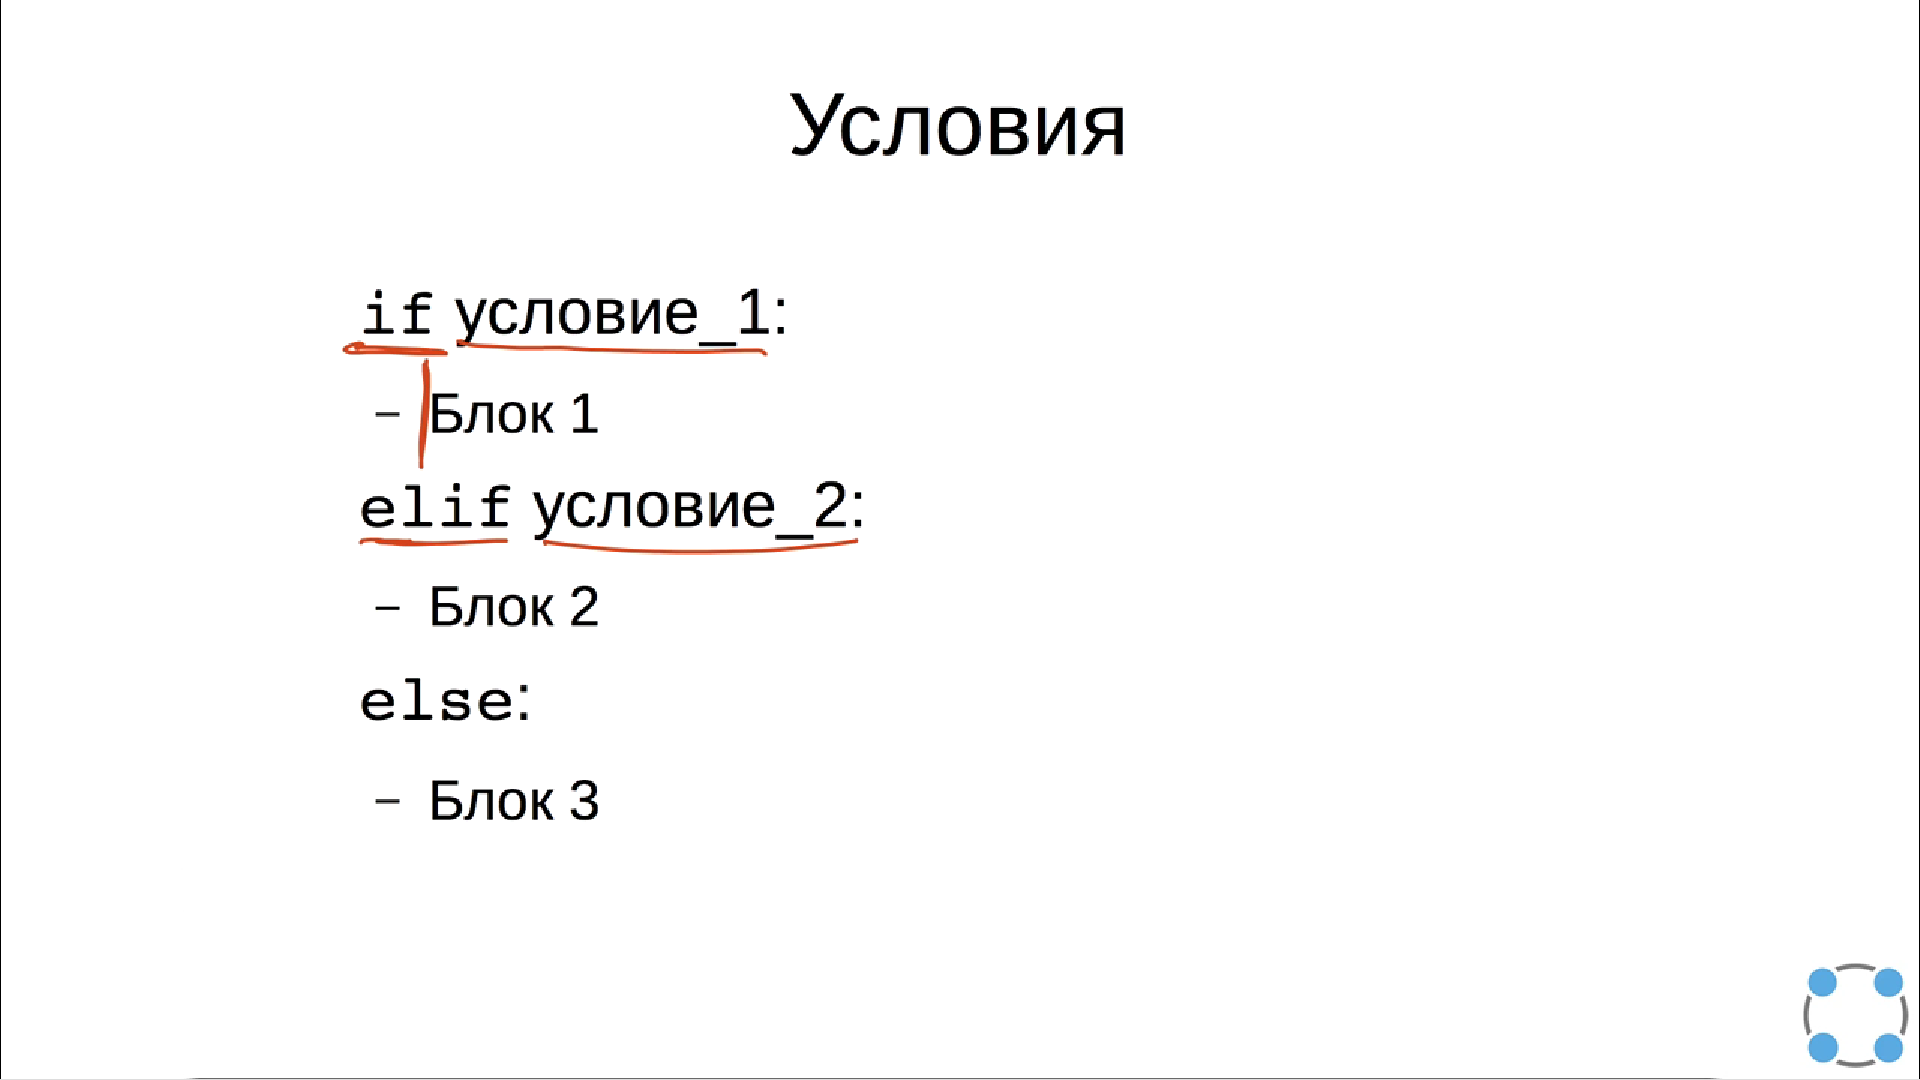 Условия
if условие_1:
– Блок 1
elif условие_2:
– Блок 2
else:
– Блок 3